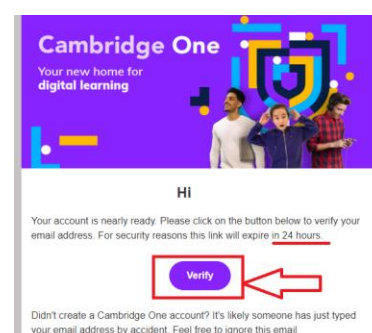 Cambridge One
Your new home for
digital learning
Hi
Your account is nearly ready. Please click on the button below to verify your
email address. For security reasons this link will expire in 24 hours.
Verify
Didn't create a Cambridge One account? It's likely someone has just typed
your email address by accident. Feel free to ignore this email.